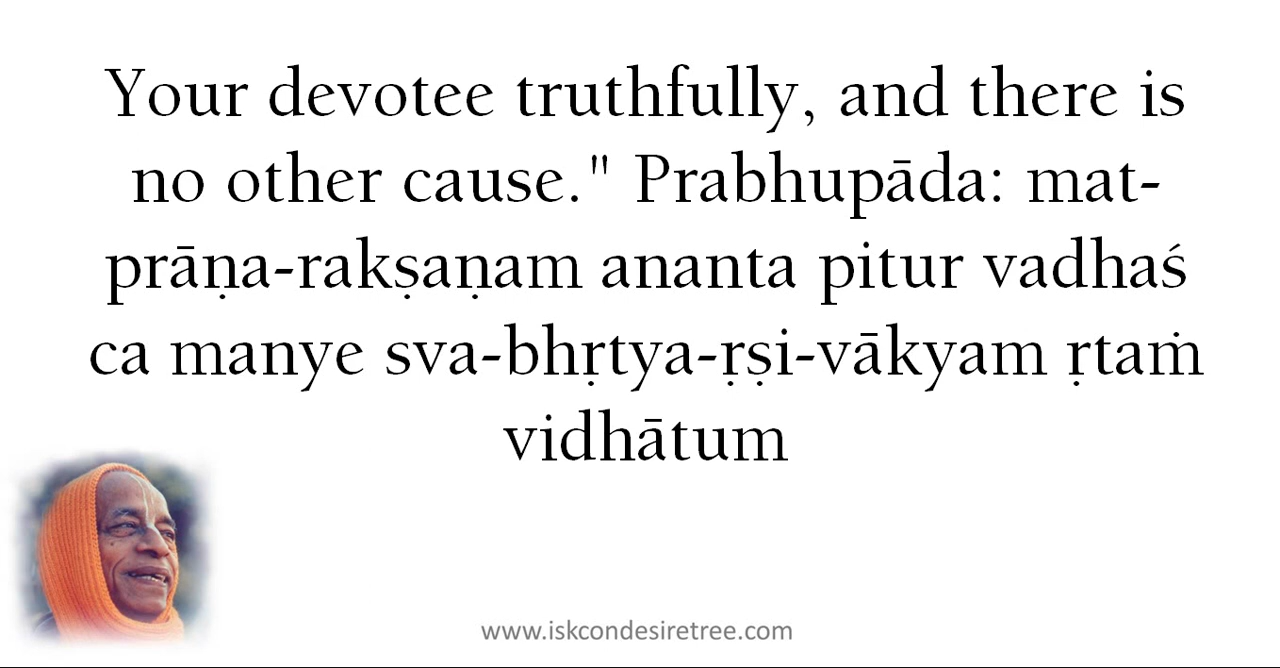 Your devotee truthfully, and there is
no other cause." Prabhupāda: mat-
prāṇa-rakṣaṇam ananta pitur vadhaś
ca manye sva-bhṛtya-ṛṣi-vākyam ṛtaṁ
vidhātum
www.iskcondesiretree.com